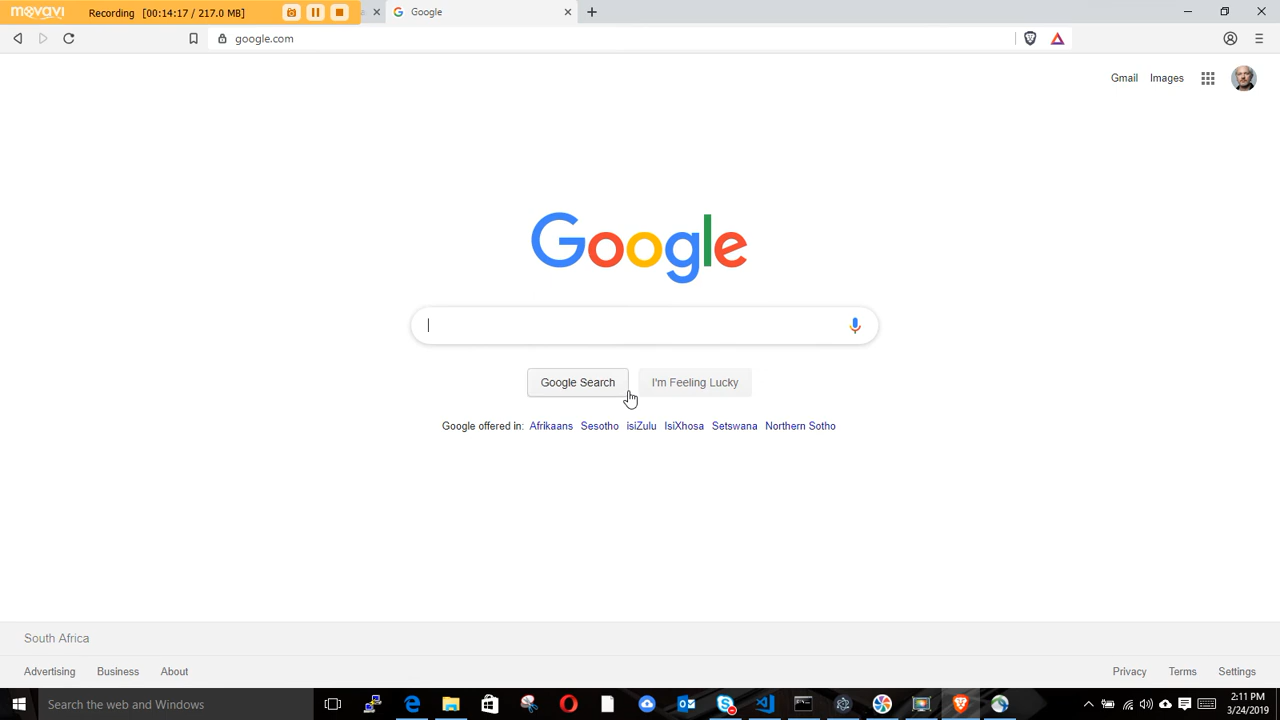 movavi Recording [00:14:17 / 217.0 MB]
Google
google.com
Gmail Images
Google
Google Search I'm Feeling Lucky
Google offered in: Afrikaans Sesotho isiZulu IsiXhosa Setswana Northern Sotho
South Africa
Advertising Business About
Privacy Terms Settings
Search the web and Windows
2:11 PM
3/24/2019